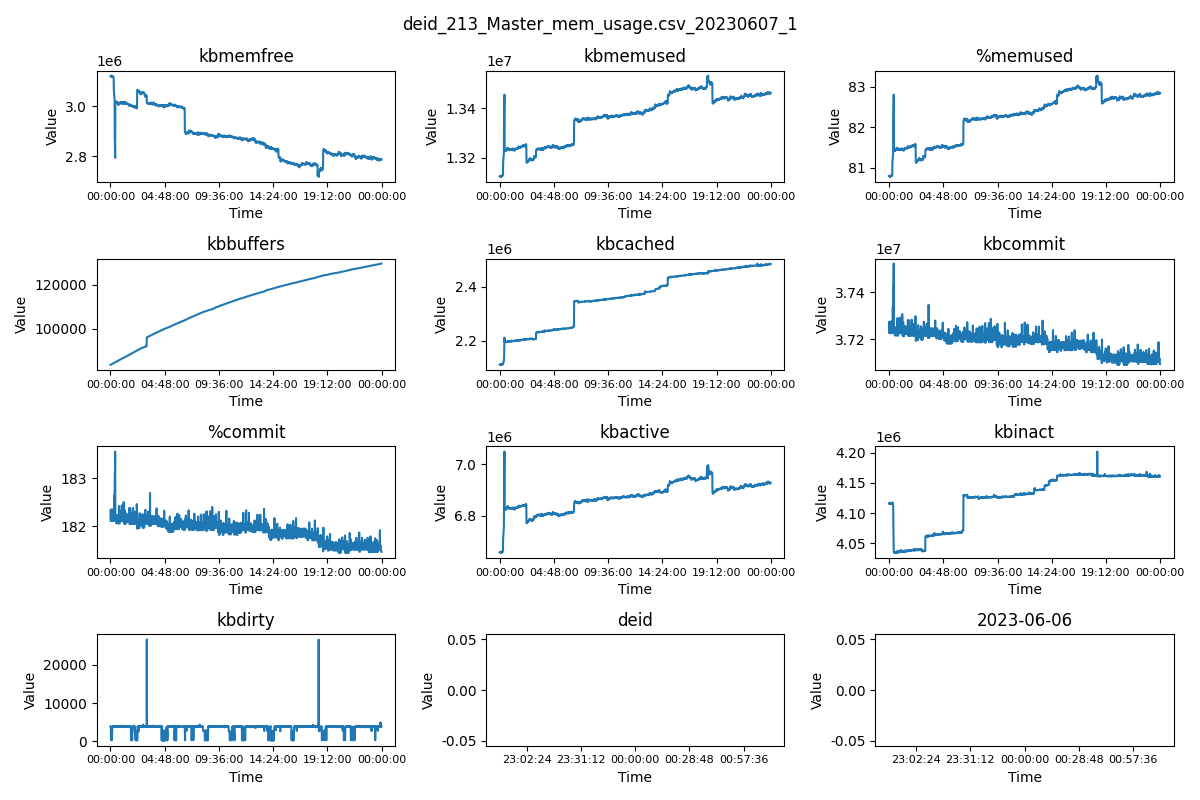 deid_213_Master_mem_usage.csv_20230607_1
kbmemfree
1e6
3.0
2.8
Value
00:00:00 04:48:00 09:36:00 14:24:00 19:12:00 00:00:00
Time
kbmemused
1e7
1.34
1.32
Value
00:00:00 04:48:00 09:36:00 14:24:00 19:12:00 00:00:00
Time
%memused
83
82
81
Value
00:00:00 04:48:00 09:36:00 14:24:00 19:12:00 00:00:00
Time
kbbuffers
120000
100000
Value
00:00:00 04:48:00 09:36:00 14:24:00 19:12:00 00:00:00
Time
kbcached
1e6
2.4
2.2
Value
00:00:00 04:48:00 09:36:00 14:24:00 19:12:00 00:00:00
Time
kbcommit
1e7
3.74
3.72
Value
00:00:00 04:48:00 09:36:00 14:24:00 19:12:00 00:00:00
Time
%commit
183
182
Value
00:00:00 04:48:00 09:36:00 14:24:00 19:12:00 00:00:00
Time
kbactive
1e6
7.0
6.8
Value
00:00:00 04:48:00 09:36:00 14:24:00 19:12:00 00:00:00
Time
kbinact
1e6
4.20
4.15
4.10
4.05
Value
00:00:00 04:48:00 09:36:00 14:24:00 19:12:00 00:00:00
Time
kbdirty
20000
10000
0
Value
00:00:00 04:48:00 09:36:00 14:24:00 19:12:00 00:00:00
Time
deid
0.05
0.00
-0.05
Value
23:02:24 23:31:12 00:00:00 00:28:48 00:57:36
Time
2023-06-06
0.05
0.00
-0.05
Value
23:02:24 23:31:12 00:00:00 00:28:48 00:57:36
Time